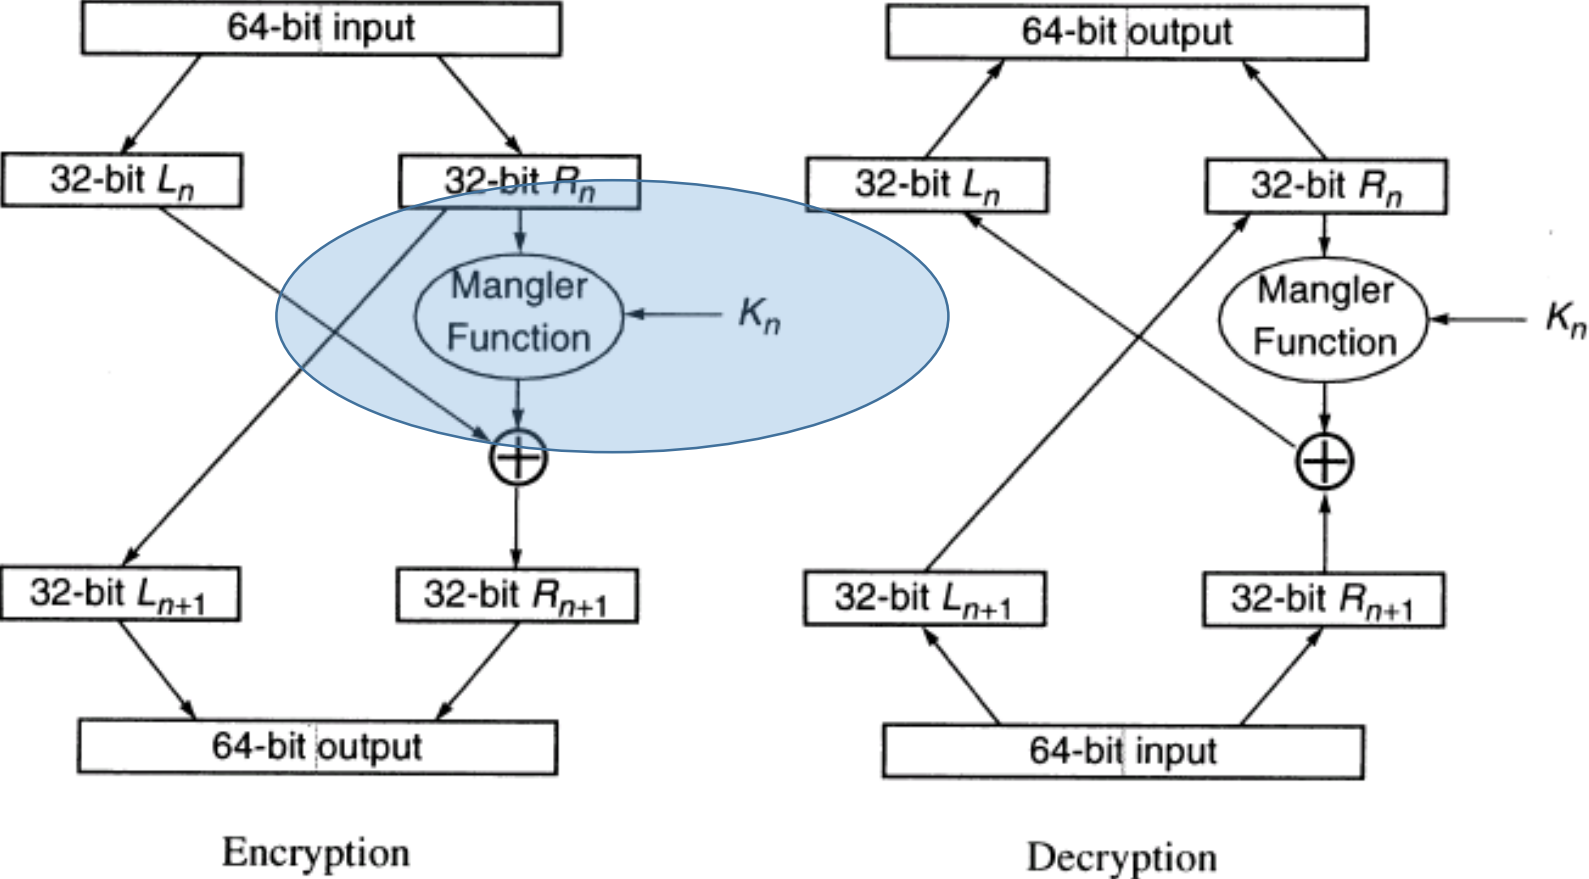 64-bit input
32-bit Lₙ
32-bit Rₙ
Mangler
Function
Kₙ
32-bit Lₙ₊₁
32-bit Rₙ₊₁
64-bit output
Encryption
64-bit output
32-bit Lₙ
32-bit Rₙ
Mangler
Function
Kₙ
32-bit Lₙ₊₁
32-bit Rₙ₊₁
64-bit input
Decryption